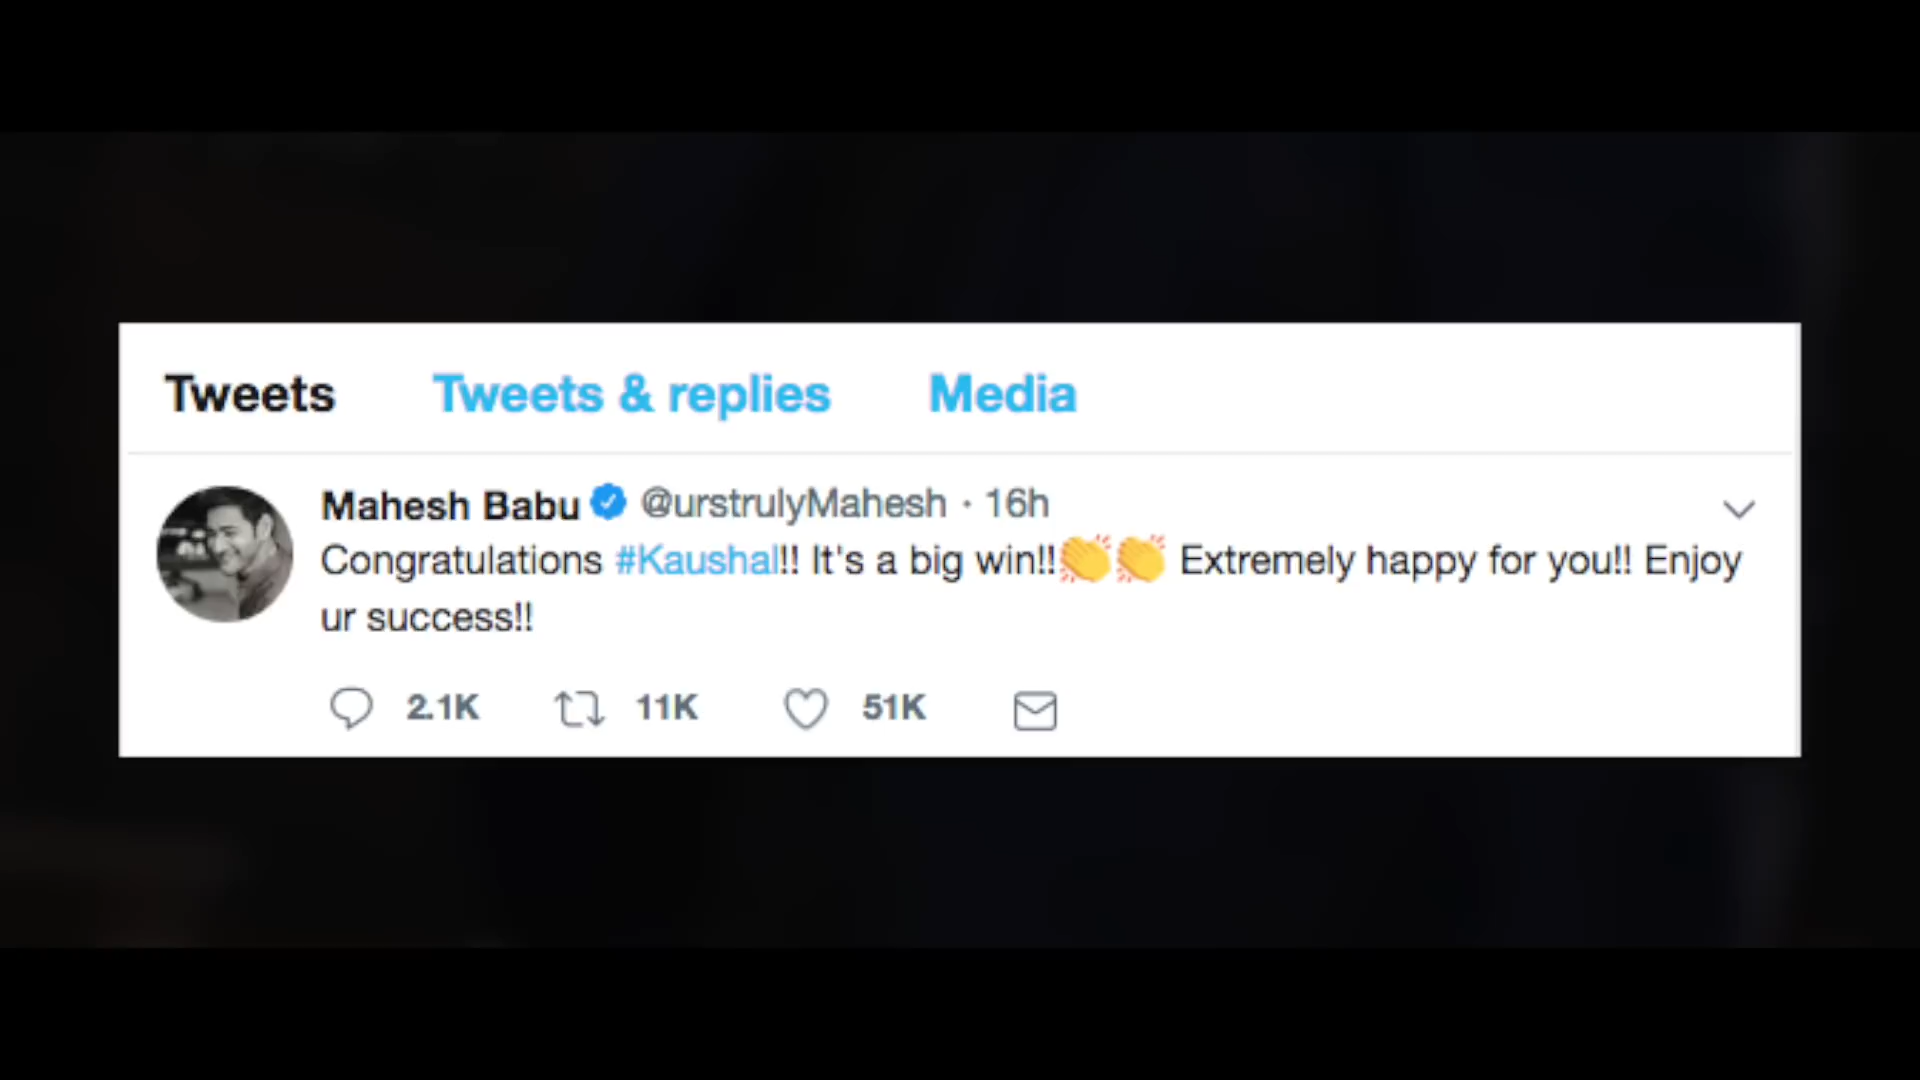 Tweets Tweets & replies Media
Mahesh Babu @urstrulyMahesh · 16h
Congratulations #Kaushal!! It's a big win!!👏👏 Extremely happy for you!! Enjoy
ur success!!
2.1K 11K 51K